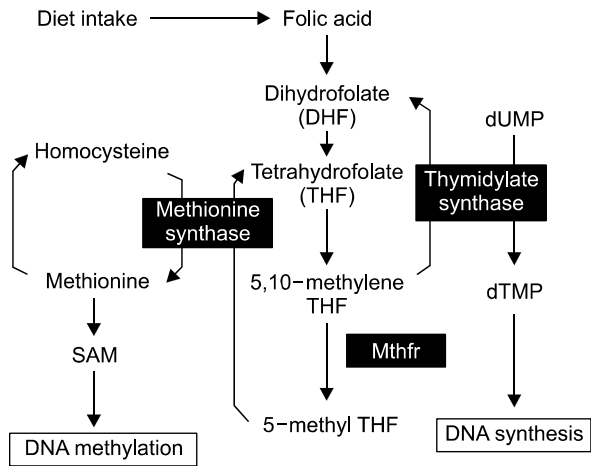 Diet intake
Folic acid
Dihydrofolate
(DHF)
dUMP
Homocysteine
Tetrahydrofolate
(THF)
Thymidylate
synthase
Methionine
synthase
Methionine
5,10−methylene
THF
dTMP
SAM
Mthfr
5−methyl THF
DNA methylation
DNA synthesis